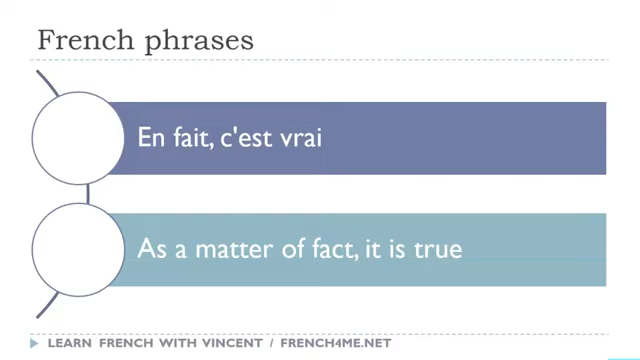 French phrases
En fait, c'est vrai
As a matter of fact, it is true
LEARN FRENCH WITH VINCENT / FRENCH4ME.NET